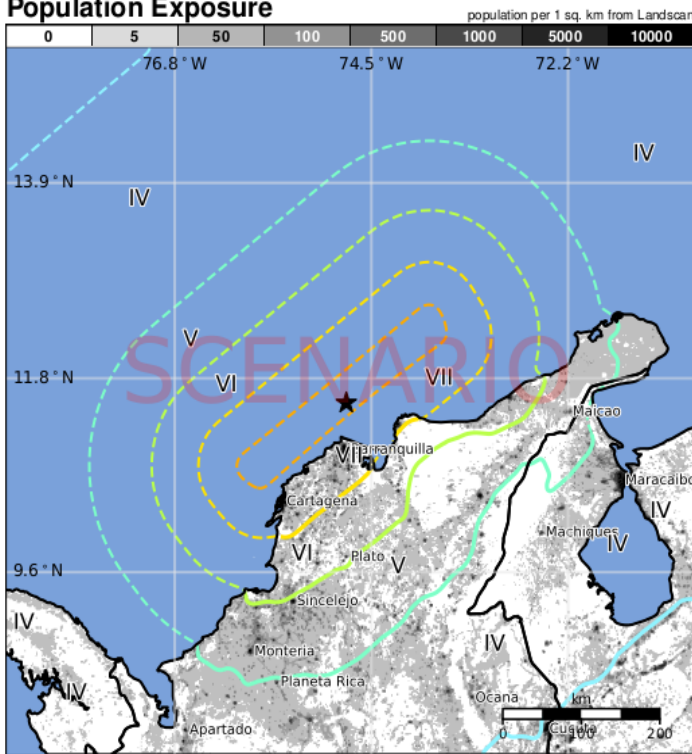 Population Exposure
population per 1 sq. km from Landscan
0 5 50 100 500 1000 5000 10000
76.8°W 74.5°W 72.2°W
IV
13.9°N
IV
V
SCENARIO
11.8°N
VI
VII
Maicao
Barranquilla
VII
Maracaibo
Cartagena
IV
Machiques
IV
VI
Plato
V
9.6°N
Sincelejo
IV
IV
Monteria
Planeta Rica
IV
Ocana
km
Apartado
Cucuta
0 100 200